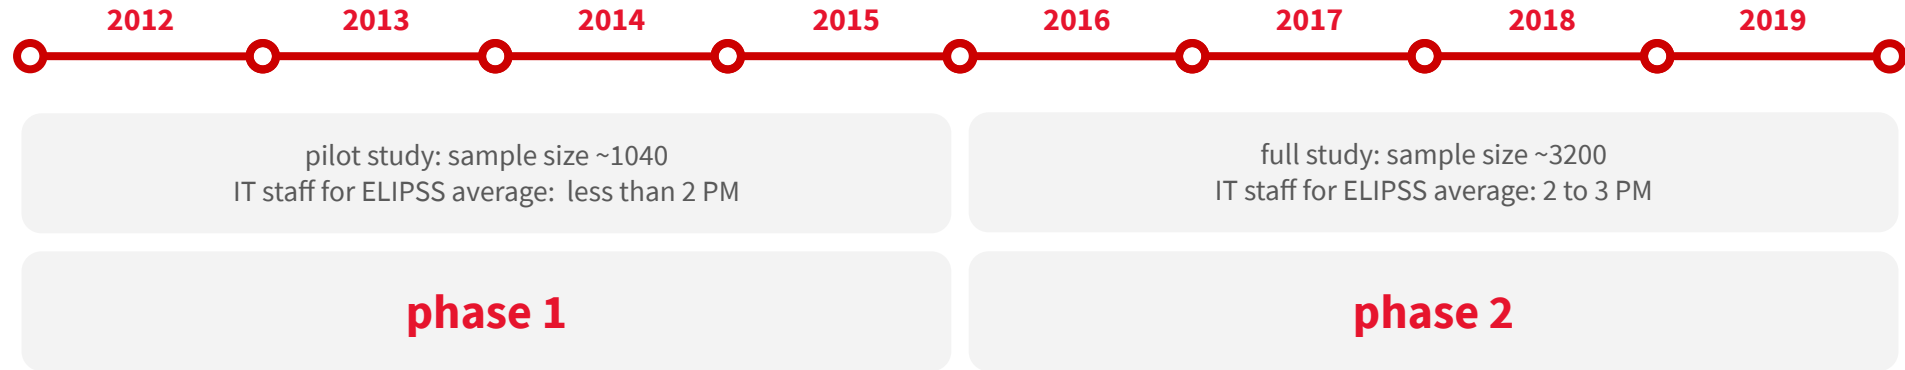 2012 2013 2014 2015 2016 2017 2018 2019
pilot study: sample size ~1040
IT staff for ELIPSS average:  less than 2 PM
full study: sample size ~3200
IT staff for ELIPSS average: 2 to 3 PM
phase 1
phase 2